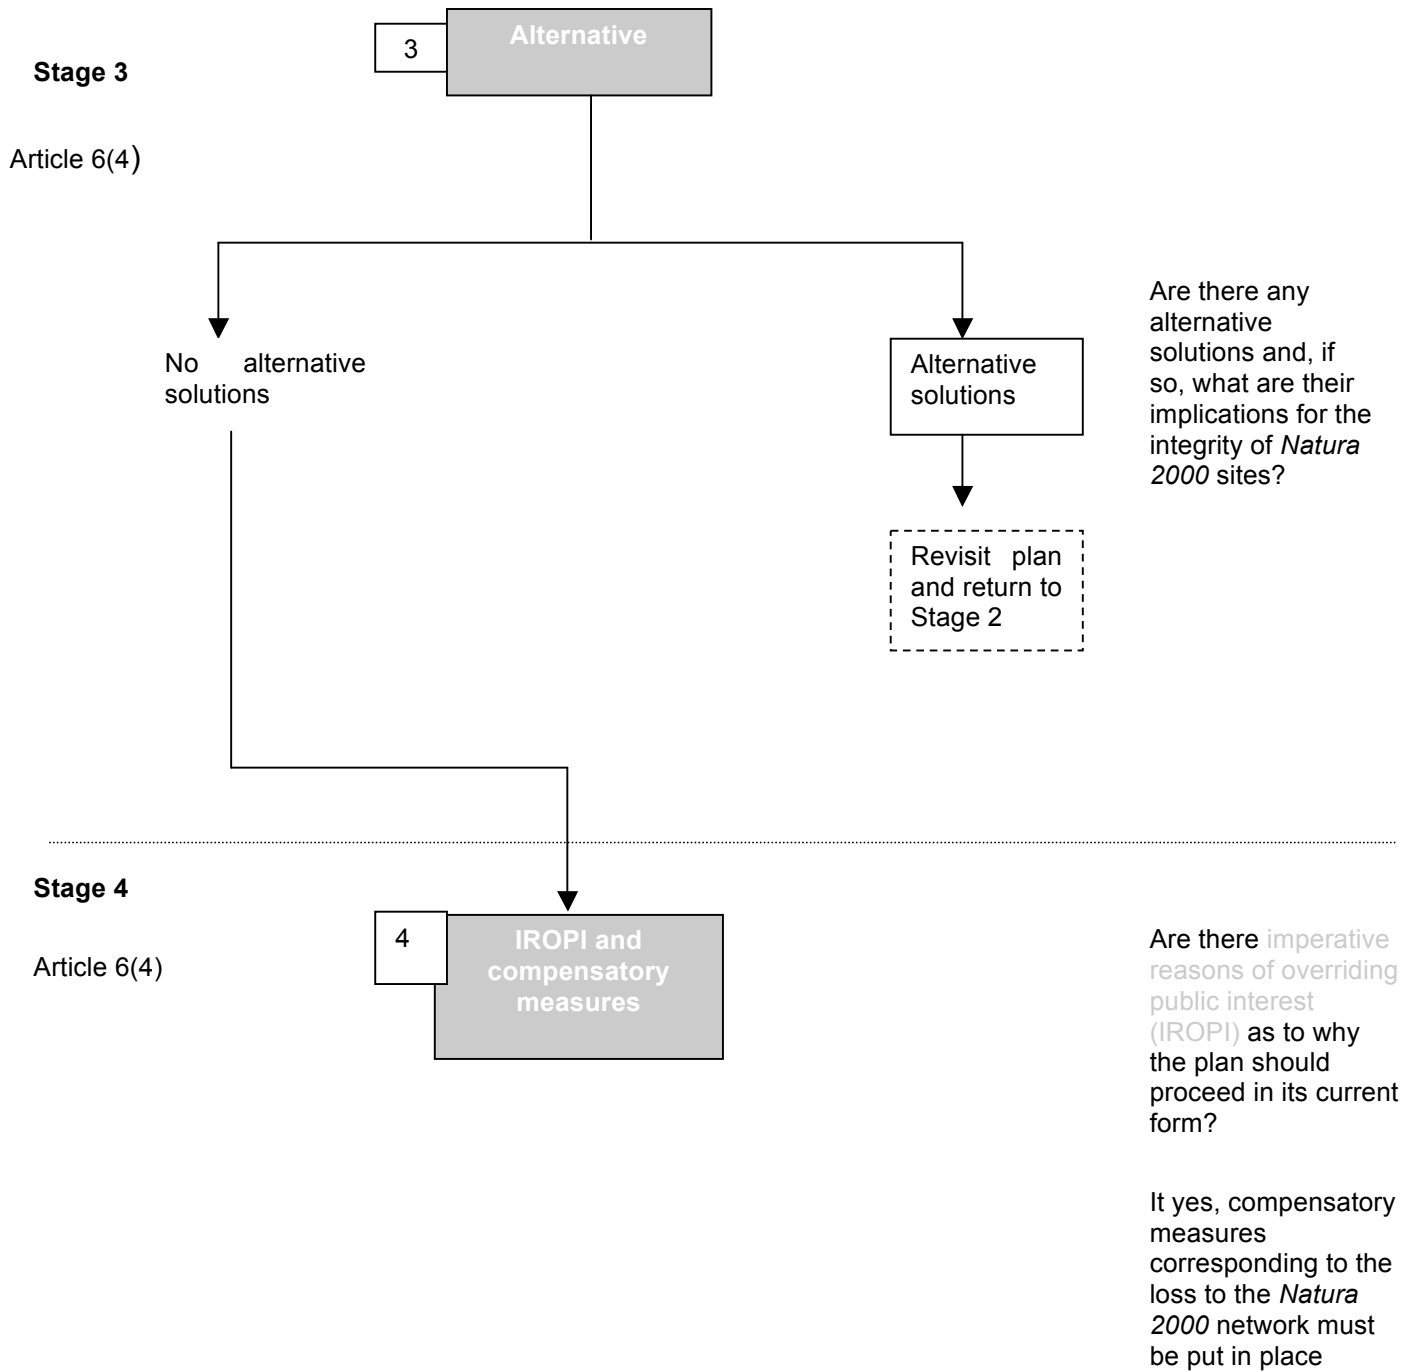 3
Alternative
Stage 3
Article 6(4)
No alternative
solutions
Alternative
solutions
Revisit plan
and return to
Stage 2
Are there any
alternative
solutions and, if
so, what are their
implications for the
integrity of Natura
2000 sites?
Stage 4
Article 6(4)
4
IROPI and
compensatory
measures
Are there imperative
reasons of overriding
public interest
(IROPI) as to why
the plan should
proceed in its current
form?
It yes, compensatory
measures
corresponding to the
loss to the Natura
2000 network must
be put in place